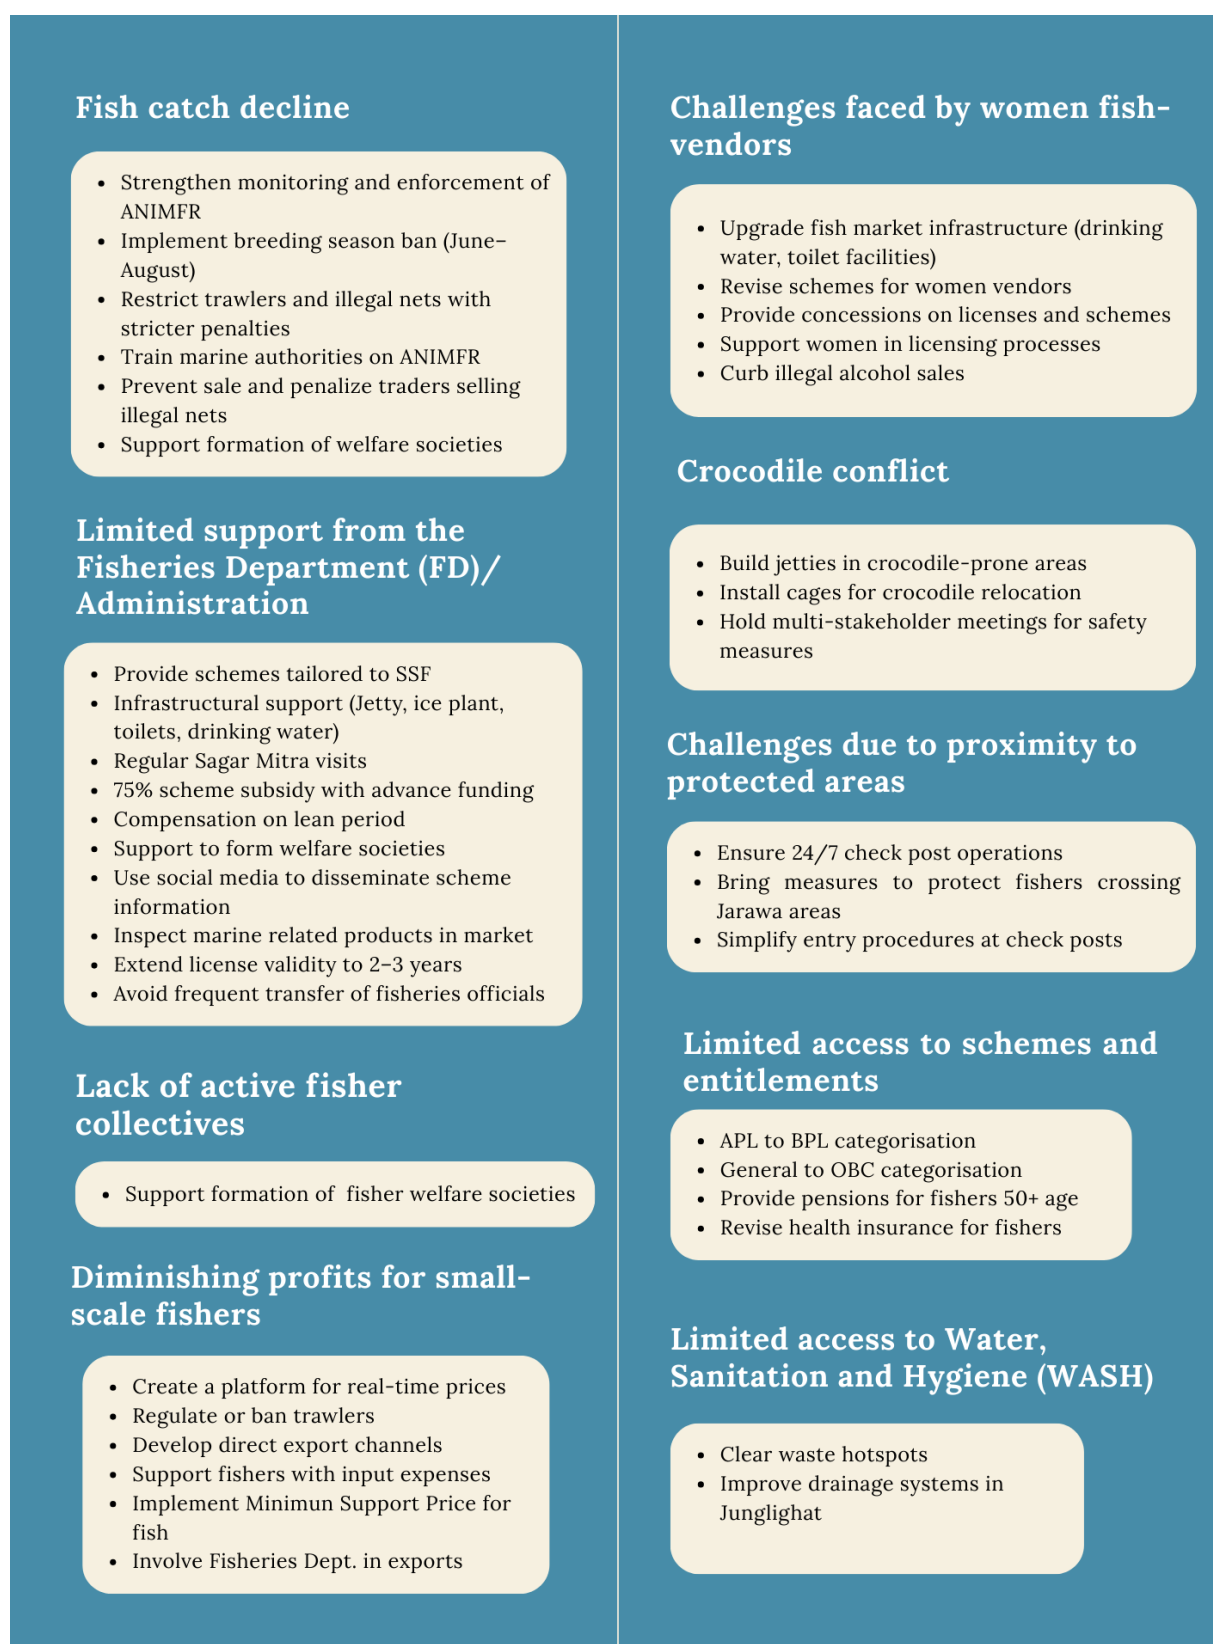 Fish catch decline
• Strengthen monitoring and enforcement of
ANIMFR
• Implement breeding season ban (June–
August)
• Restrict trawlers and illegal nets with
stricter penalties
• Train marine authorities on ANIMFR
• Prevent sale and penalize traders selling
illegal nets
• Support formation of welfare societies
Limited support from the
Fisheries Department (FD)/
Administration
• Provide schemes tailored to SSF
• Infrastructural support (Jetty, ice plant,
toilets, drinking water)
• Regular Sagar Mitra visits
• 75% scheme subsidy with advance funding
• Compensation on lean period
• Support to form welfare societies
• Use social media to disseminate scheme
information
• Inspect marine related products in market
• Extend license validity to 2–3 years
• Avoid frequent transfer of fisheries officials
Lack of active fisher
collectives
• Support formation of fisher welfare societies
Diminishing profits for small-
scale fishers
• Create a platform for real-time prices
• Regulate or ban trawlers
• Develop direct export channels
• Support fishers with input expenses
• Implement Minimun Support Price for
fish
• Involve Fisheries Dept. in exports
Challenges faced by women fish-
vendors
• Upgrade fish market infrastructure (drinking
water, toilet facilities)
• Revise schemes for women vendors
• Provide concessions on licenses and schemes
• Support women in licensing processes
• Curb illegal alcohol sales
Crocodile conflict
• Build jetties in crocodile-prone areas
• Install cages for crocodile relocation
• Hold multi-stakeholder meetings for safety
measures
Challenges due to proximity to
protected areas
• Ensure 24/7 check post operations
• Bring measures to protect fishers crossing
Jarawa areas
• Simplify entry procedures at check posts
Limited access to schemes and
entitlements
• APL to BPL categorisation
• General to OBC categorisation
• Provide pensions for fishers 50+ age
• Revise health insurance for fishers
Limited access to Water,
Sanitation and Hygiene (WASH)
• Clear waste hotspots
• Improve drainage systems in
Junglighat